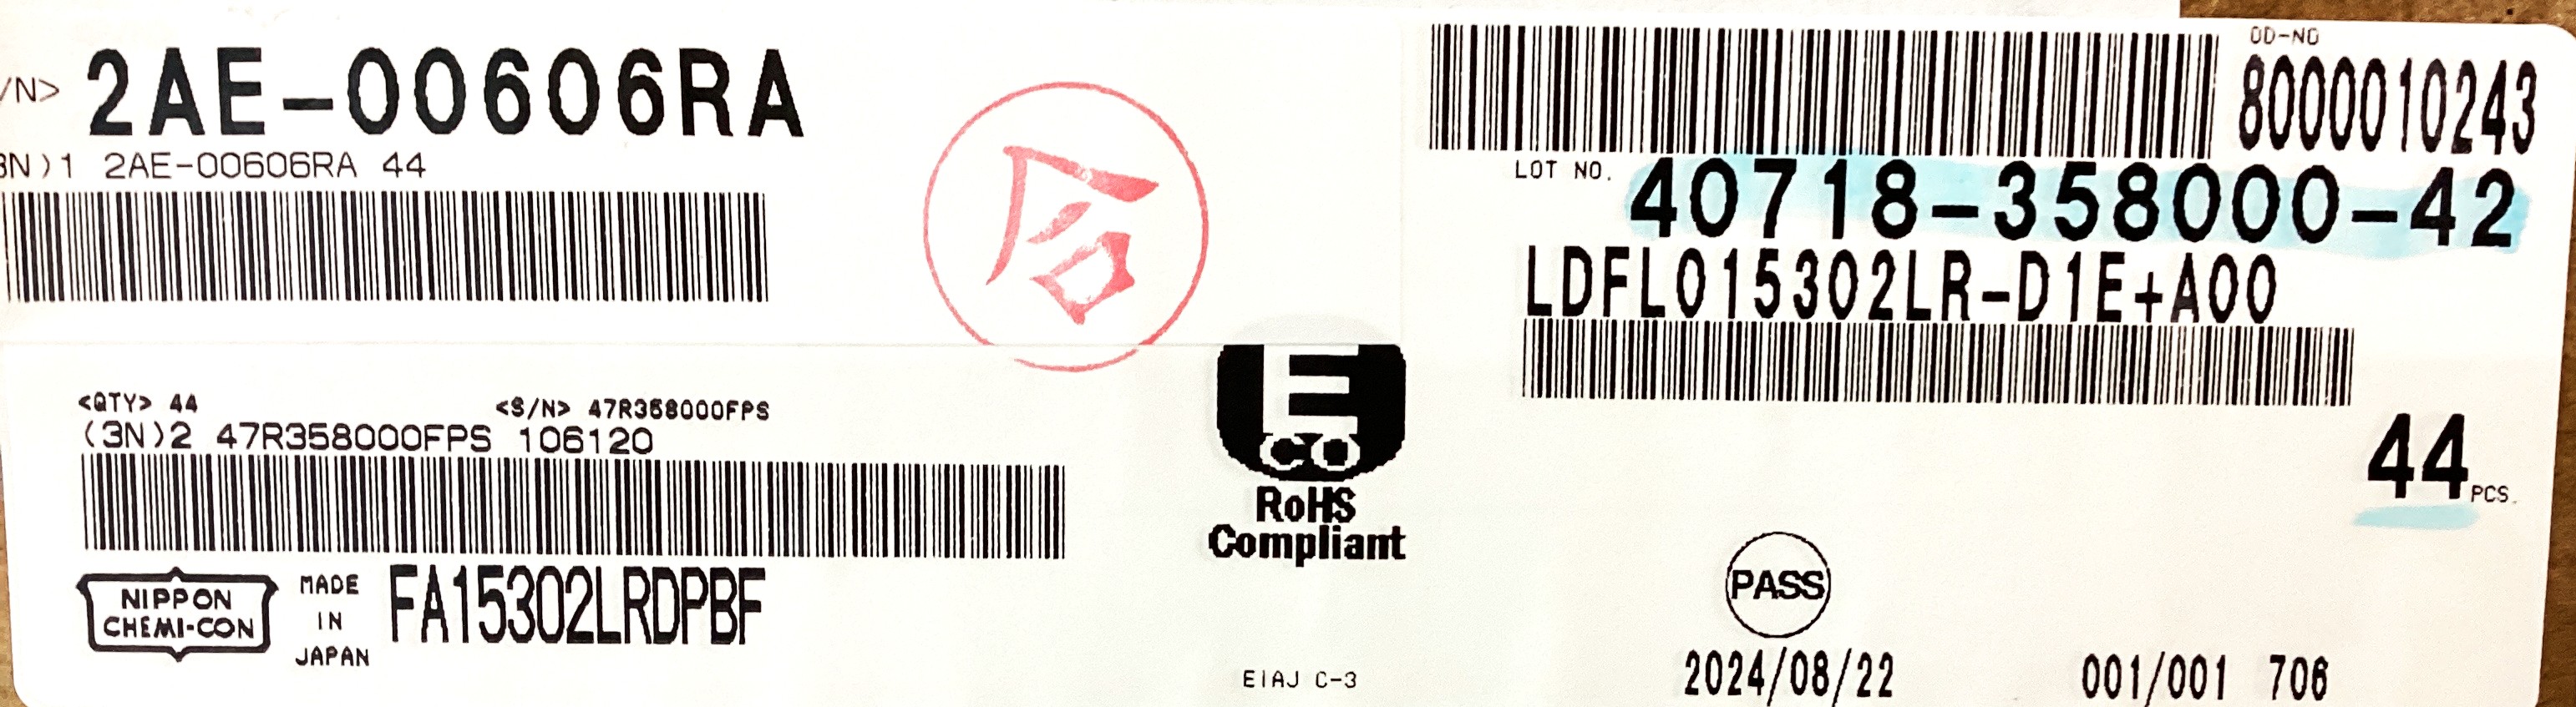 /N> 2AE-00606RA
3N)1 2AE-00606RA 44
合
OD-NO
8000010243
LOT NO. 40718-358000-42
LDFL015302LR-D1E+A00
44 PCS.
<QTY> 44 <S/N> 47R358000FPS
(3N)2 47R358000FPS 106120
E
CO
RoHS
Compliant
NIPPON
CHEMI-CON
MADE
IN
JAPAN
FA15302LRDPBF
EIAJ C-3
PASS
2024/08/22 001/001 706